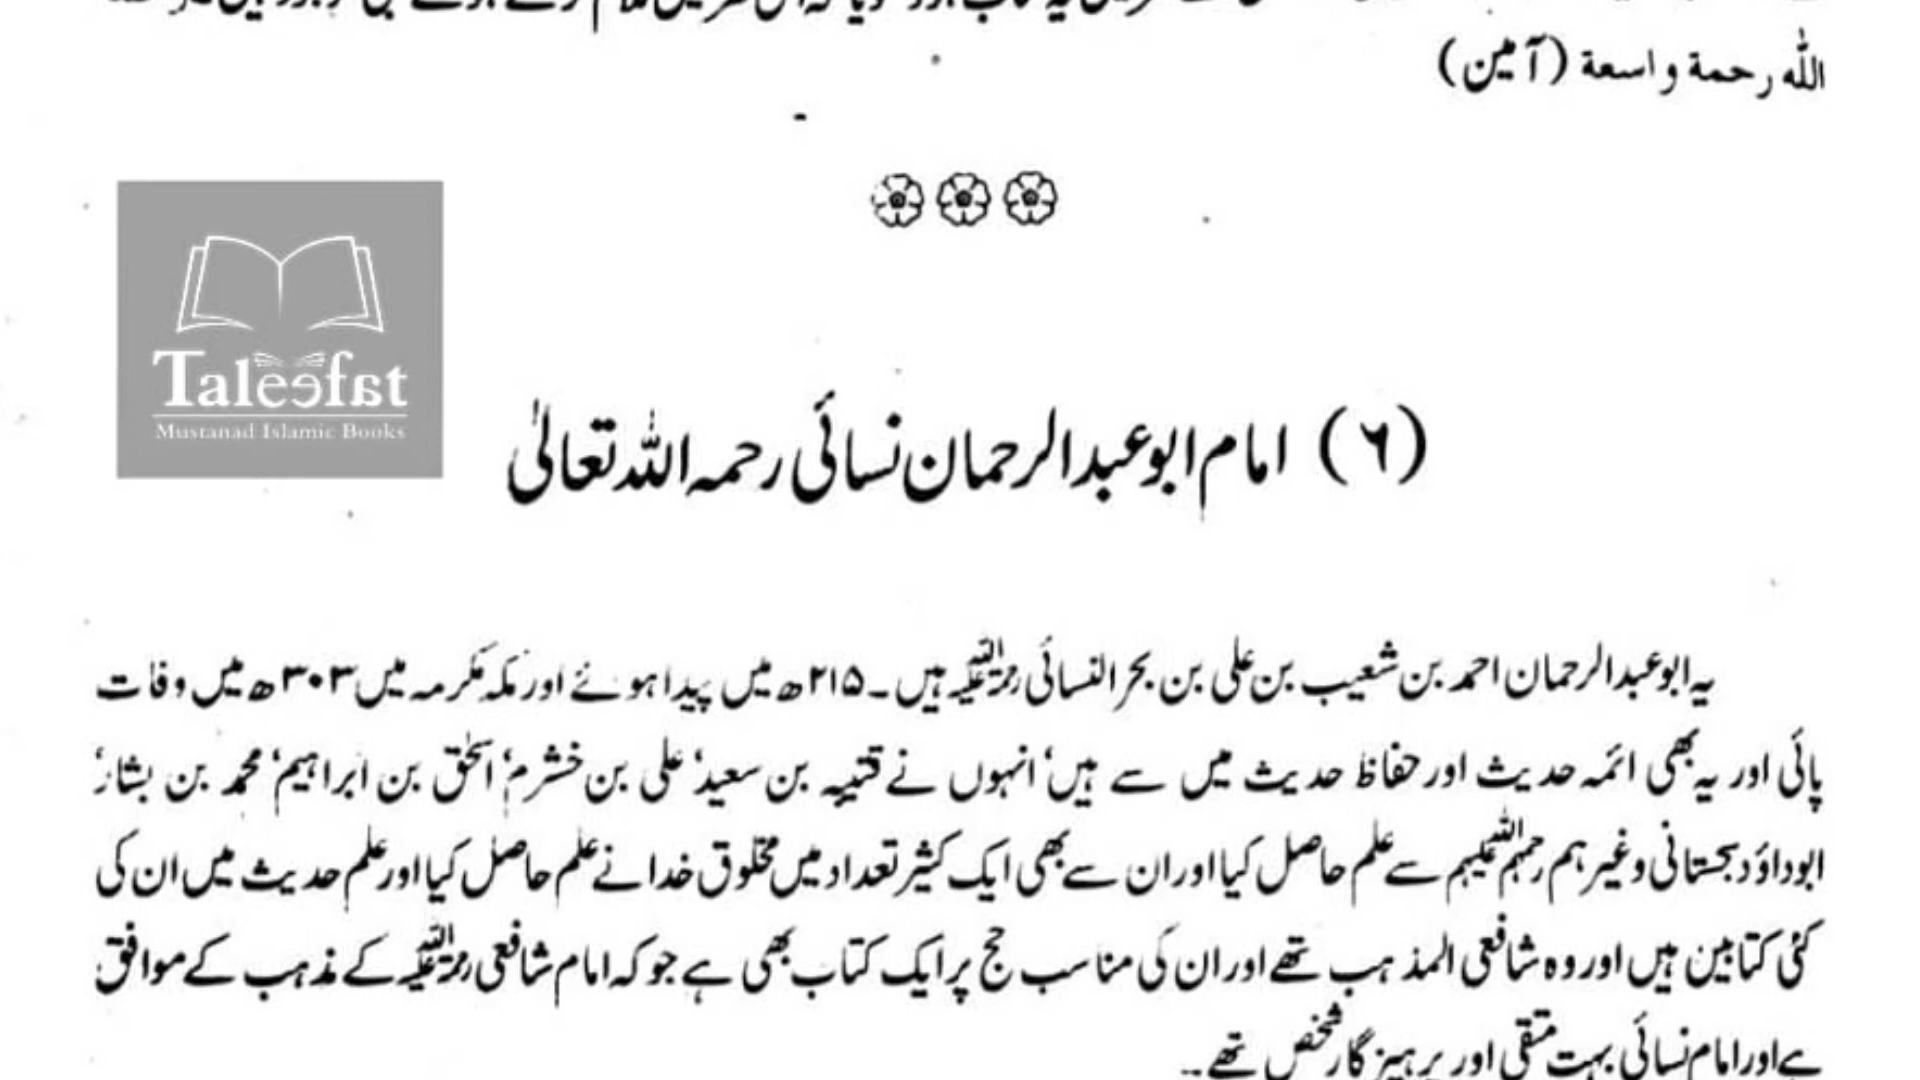 اللہ رحمة واسعة (آمین)
Taleefat
Mustanad Islamic Books
(۶) امام ابوعبدالرحمان نسائی رحمہ اللہ تعالیٰ
یہ ابوعبدالرحمان احمد بن شعیب بن علی بن بحر النسائی رحمۃ اللہ علیہ ہیں۔ ۲۱۵ھ میں پیدا ہوئے اور مکہ مکرمہ میں ۳۰۳ھ میں وفات
پائی اور یہ بھی ائمہ حدیث اور حفاظ حدیث میں سے ہیں‘ انہوں نے قتیبہ بن سعید‘ علی بن خشرم‘ اسحٰق بن ابراہیم‘ محمد بن بشار‘
ابوداؤد سجستانی وغیرہم رحمہم اللہ علیہم سے علم حاصل کیا اور ان سے بھی ایک کثیر تعداد میں مخلوق خدا نے علم حاصل کیا اور علم حدیث میں ان کی
کئی کتابیں ہیں اور وہ شافعی المذہب تھے اور ان کی مناسب حج پر ایک کتاب بھی ہے جو کہ امام شافعی رحمۃ اللہ علیہ کے مذہب کے موافق
ہے اور امام نسائی بہت متقی اور پرہیزگار شخص تھے۔